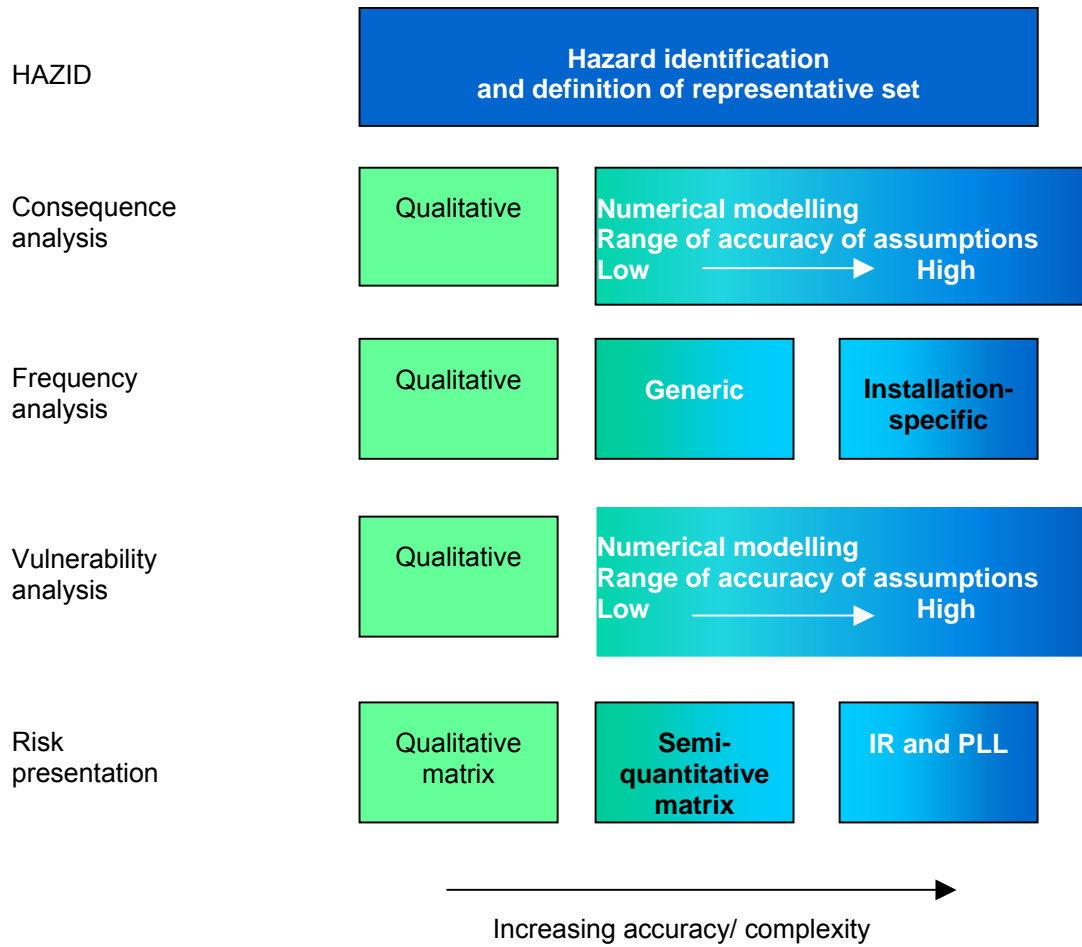 HAZID
Hazard identification
and definition of representative set
Consequence
analysis
Qualitative
Numerical modelling
Range of accuracy of assumptions
Low High
Frequency
analysis
Qualitative
Generic
Installation-
specific
Vulnerability
analysis
Qualitative
Numerical modelling
Range of accuracy of assumptions
Low High
Risk
presentation
Qualitative
matrix
Semi-
quantitative
matrix
IR and PLL
Increasing accuracy/ complexity